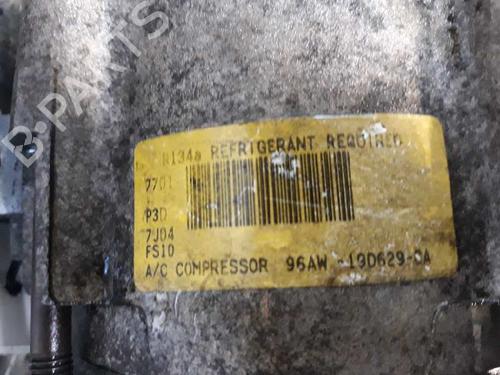 R134a REFRIGERANT REQUIRED
7701
P3D
7J04
FS10
A/C COMPRESSOR 96AW-19D629-CA
B-PARTS